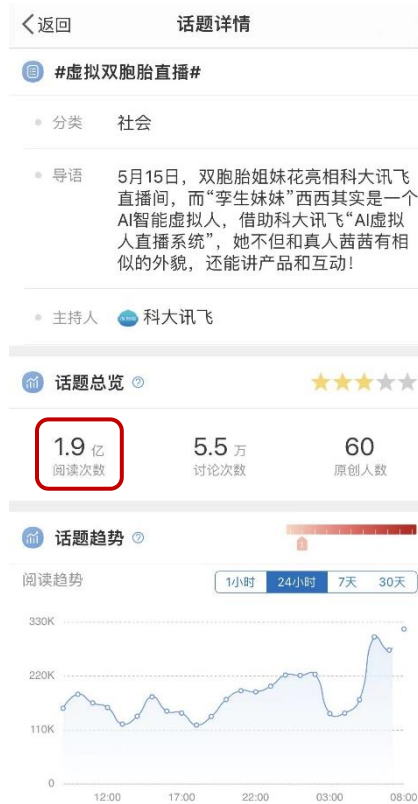 返回
话题详情
#虚拟双胞胎直播#
分类 社会
导语 5月15日，双胞胎姐妹花亮相科大讯飞
直播间，而“孪生妹妹”西西其实是一个
AI智能虚拟人，借助科大讯飞“AI虚拟
人直播系统”，她不但和真人茜茜有相
似的外貌，还能讲产品和互动！
主持人 科大讯飞
话题总览 ?
1.9 亿 5.5 万 60
阅读次数 讨论次数 原创人数
话题趋势 ?
阅读趋势 1小时 24小时 7天 30天
330K
220K
110K
0
12:00 17:00 22:00 03:00 08:00